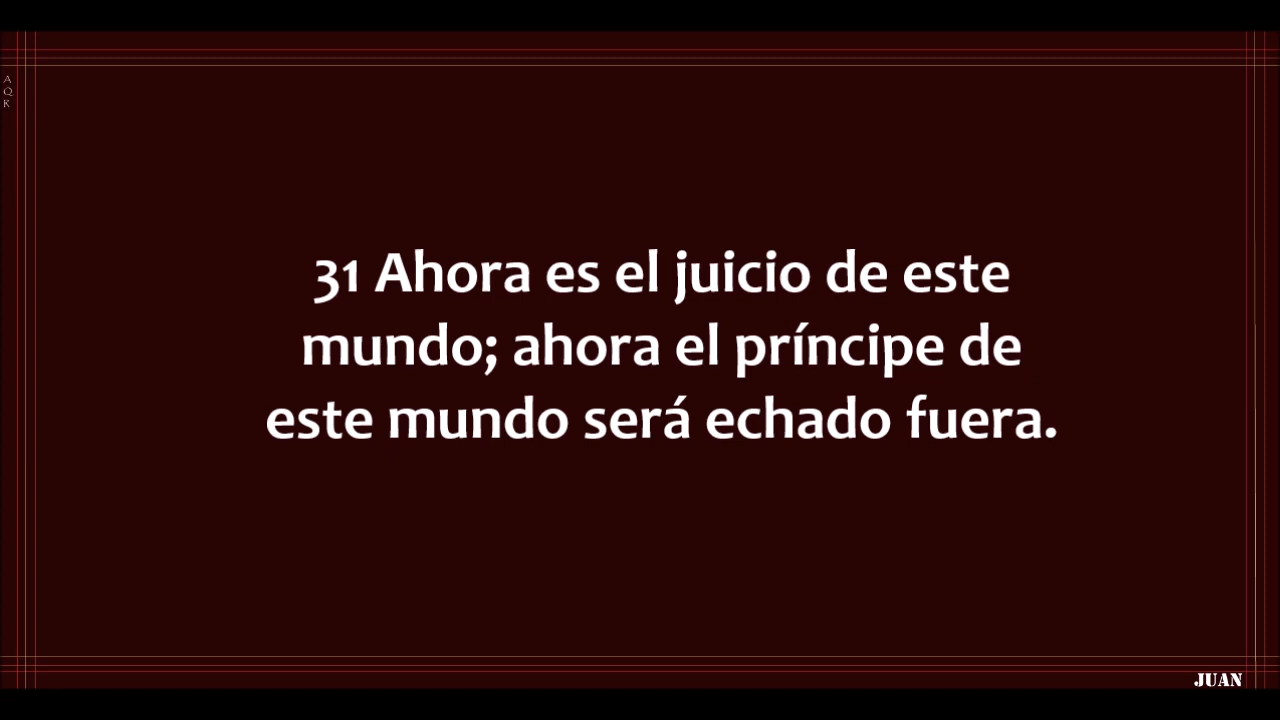 A
Q
R
31 Ahora es el juicio de este
mundo; ahora el príncipe de
este mundo será echado fuera.
JUAN